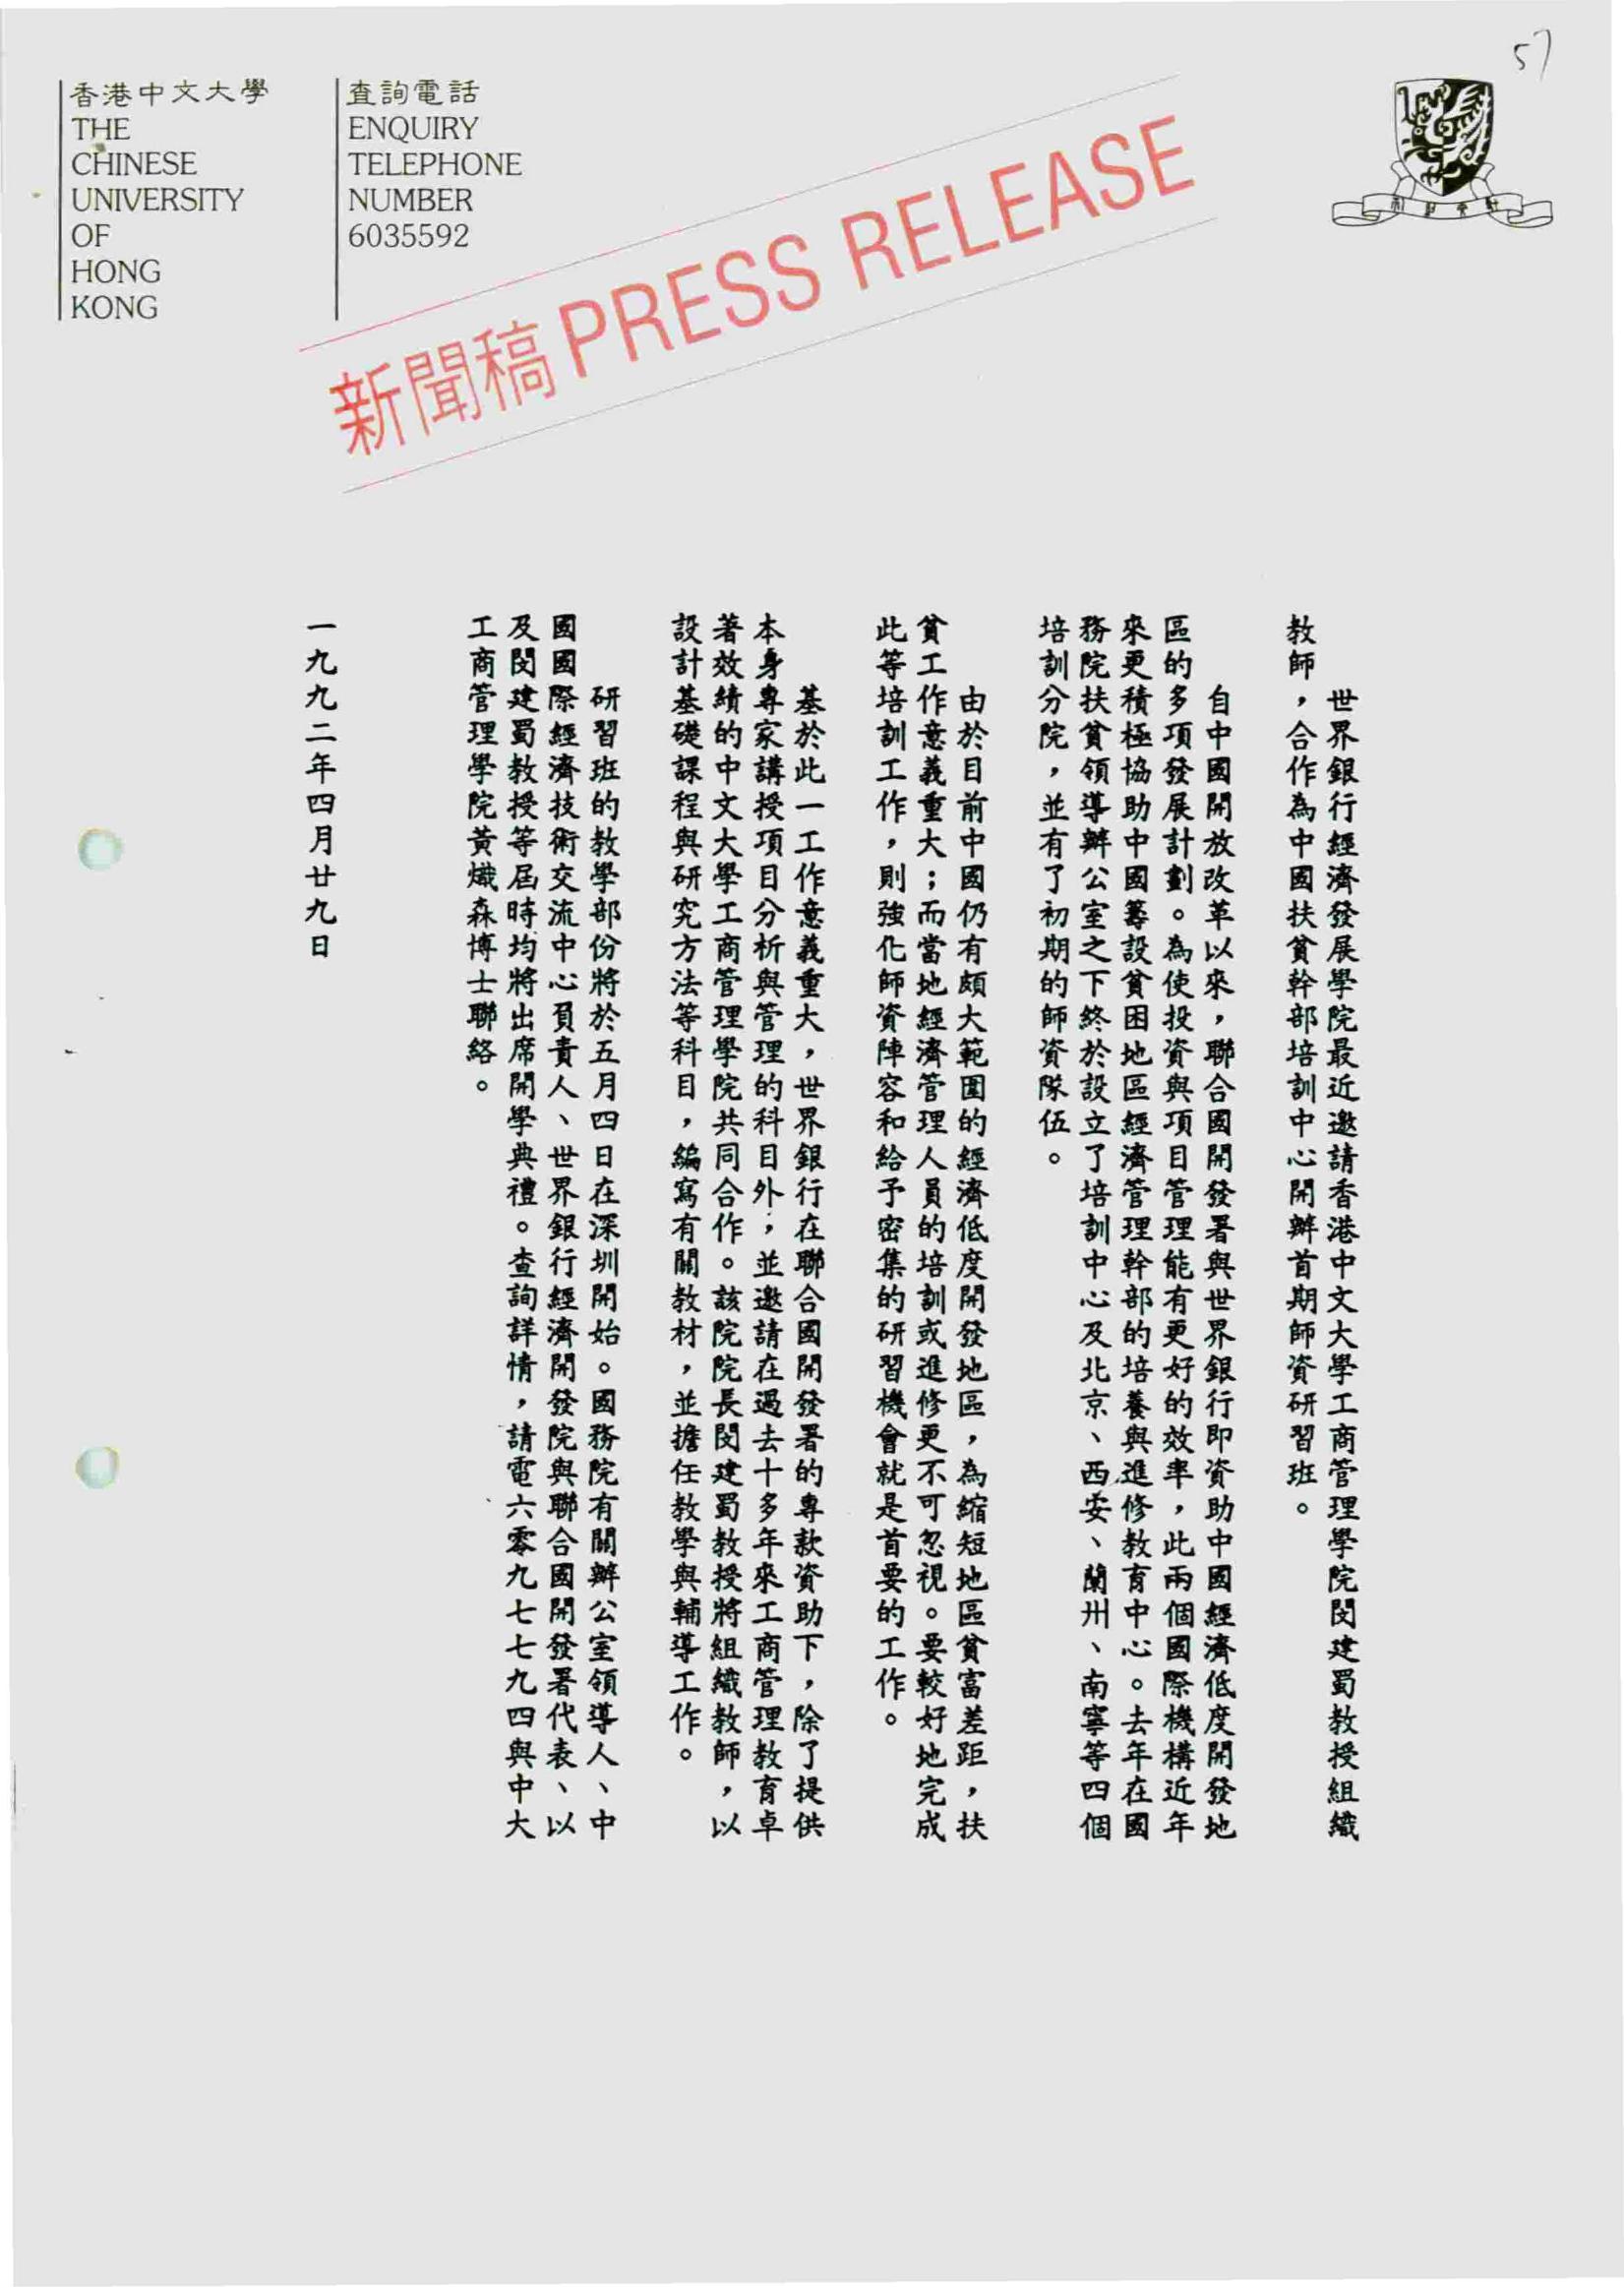 57
香港中文大學
THE
CHINESE
UNIVERSITY
OF
HONG
KONG
查詢電話
ENQUIRY
TELEPHONE
NUMBER
6035592
新聞稿 PRESS RELEASE
世界銀行經濟發展學院最近邀請香港中文大學工商管理學院閔建蜀教授組織
教師，合作為中國扶貧幹部培訓中心開辦首期師資研習班。
自中國開放改革以來，聯合國開發署與世界銀行即資助中國經濟低度開發地
區的多項發展計劃。為使投資與項目管理能有更好的效率，此兩個國際機構近年
來更積極協助中國籌設貧困地區經濟管理幹部的培養與進修教育中心。去年在國
務院扶貧領導辦公室之下終於設立了培訓中心及北京、西安、蘭州、南寧等四個
培訓分院，並有了初期的師資隊伍。
由於目前中國仍有頗大範圍的經濟低度開發地區，為縮短地區貧富差距，扶
貧工作意義重大；而當地經濟管理人員的培訓或進修更不可忽視。要較好地完成
此等培訓工作，則強化師資陣容和給予密集的研習機會就是首要的工作。
基於此一工作意義重大，世界銀行在聯合國開發署的專款資助下，除了提供
本身專家講授項目分析與管理的科目外，並邀請在過去十多年來工商管理教育卓
著效績的中文大學工商管理學院共同合作。該院院長閔建蜀教授將組織教師，以
設計基礎課程與研究方法等科目，編寫有關教材，並擔任教學與輔導工作。
研習班的教學部份將於五月四日在深圳開始。國務院有關辦公室領導人、中
國國際經濟技術交流中心負責人、世界銀行經濟開發院與聯合國開發署代表、以
及閔建蜀教授等屆時均將出席開學典禮。查詢詳情，請電六零九七七九四與中大
工商管理學院黃熾森博士聯絡。
一九九二年四月廿九日